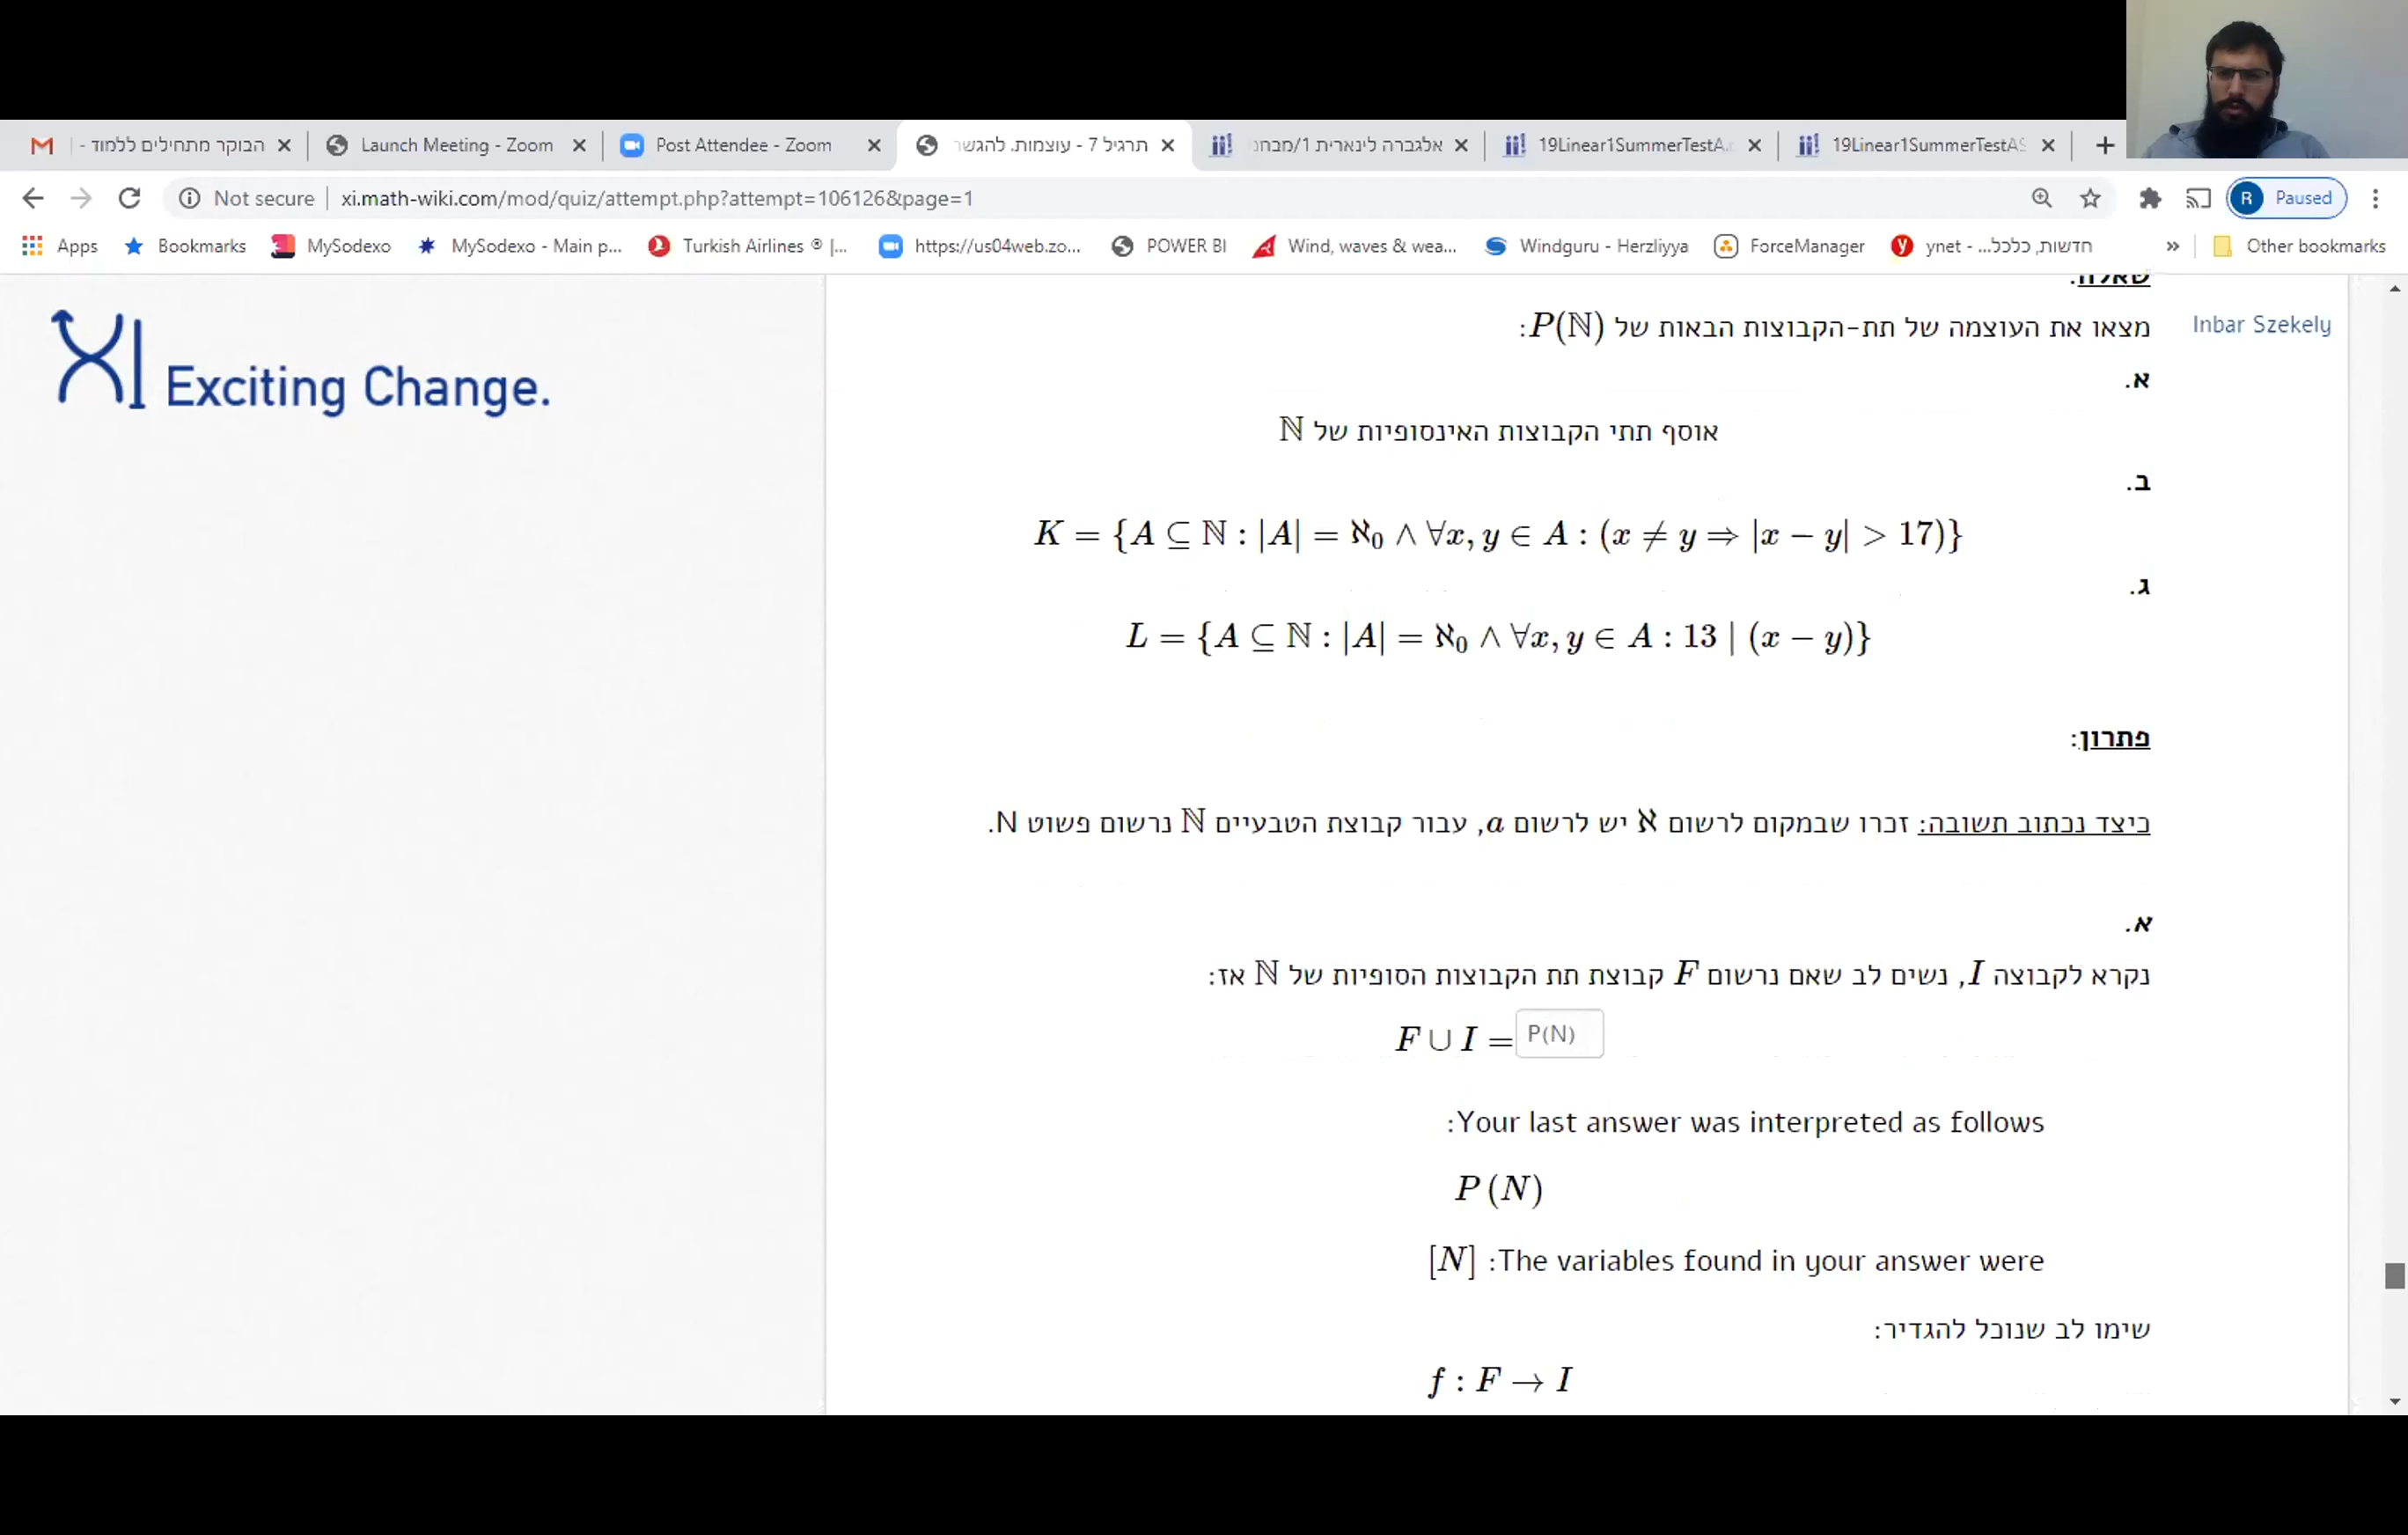 הבוקר מתחילים ללמוד -
Launch Meeting - Zoom
Post Attendee - Zoom
תרגיל 7 - עוצמות. להגשר
אלגברה לינארית 1/מבחנ
19Linear1SummerTestA.
19Linear1SummerTestAS
Not secure | xi.math-wiki.com/mod/quiz/attempt.php?attempt=106126&page=1
R Paused
Apps
Bookmarks
MySodexo
MySodexo - Main p...
Turkish Airlines ® |...
https://us04web.zo...
POWER BI
Wind, waves & wea...
Windguru - Herzliyya
ForceManager
ynet - חדשות, כלכל...
»
Other bookmarks
XI Exciting Change.
Inbar Szekely
שאלה:
מצאו את העוצמה של תת-הקבוצות הבאות של P(ℕ):
א.
אוסף תתי הקבוצות האינסופיות של ℕ
ב.
K = {A ⊆ ℕ : |A| = ℵ₀ ∧ ∀x, y ∈ A : (x ≠ y ⇒ |x − y| > 17)}
ג.
L = {A ⊆ ℕ : |A| = ℵ₀ ∧ ∀x, y ∈ A : 13 | (x − y)}
פתרון:
כיצד נכתוב תשובה: זכרו שבמקום לרשום ℵ יש לרשום a, עבור קבוצת הטבעיים ℕ נרשום פשוט N.
א.
נקרא לקבוצה I, נשים לב שאם נרשום F קבוצת תת הקבוצות הסופיות של ℕ אז:
F ∪ I = P(N)
:Your last answer was interpreted as follows
P (N)
[N] :The variables found in your answer were
שימו לב שנוכל להגדיר:
f : F → I